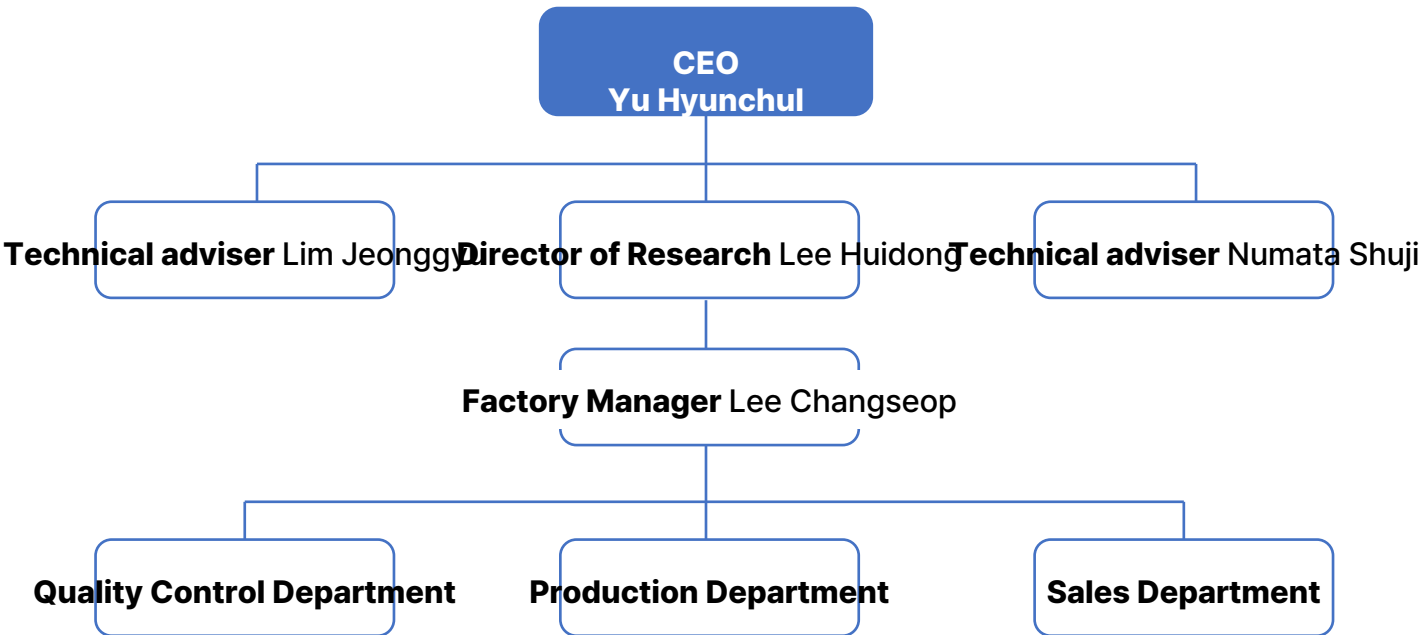 CEO
Yu Hyunchul
Technical adviser Lim Jeonggyu
Director of Research Lee Huidong
Technical adviser Numata Shuji
Factory Manager Lee Changseop
Quality Control Department
Production Department
Sales Department